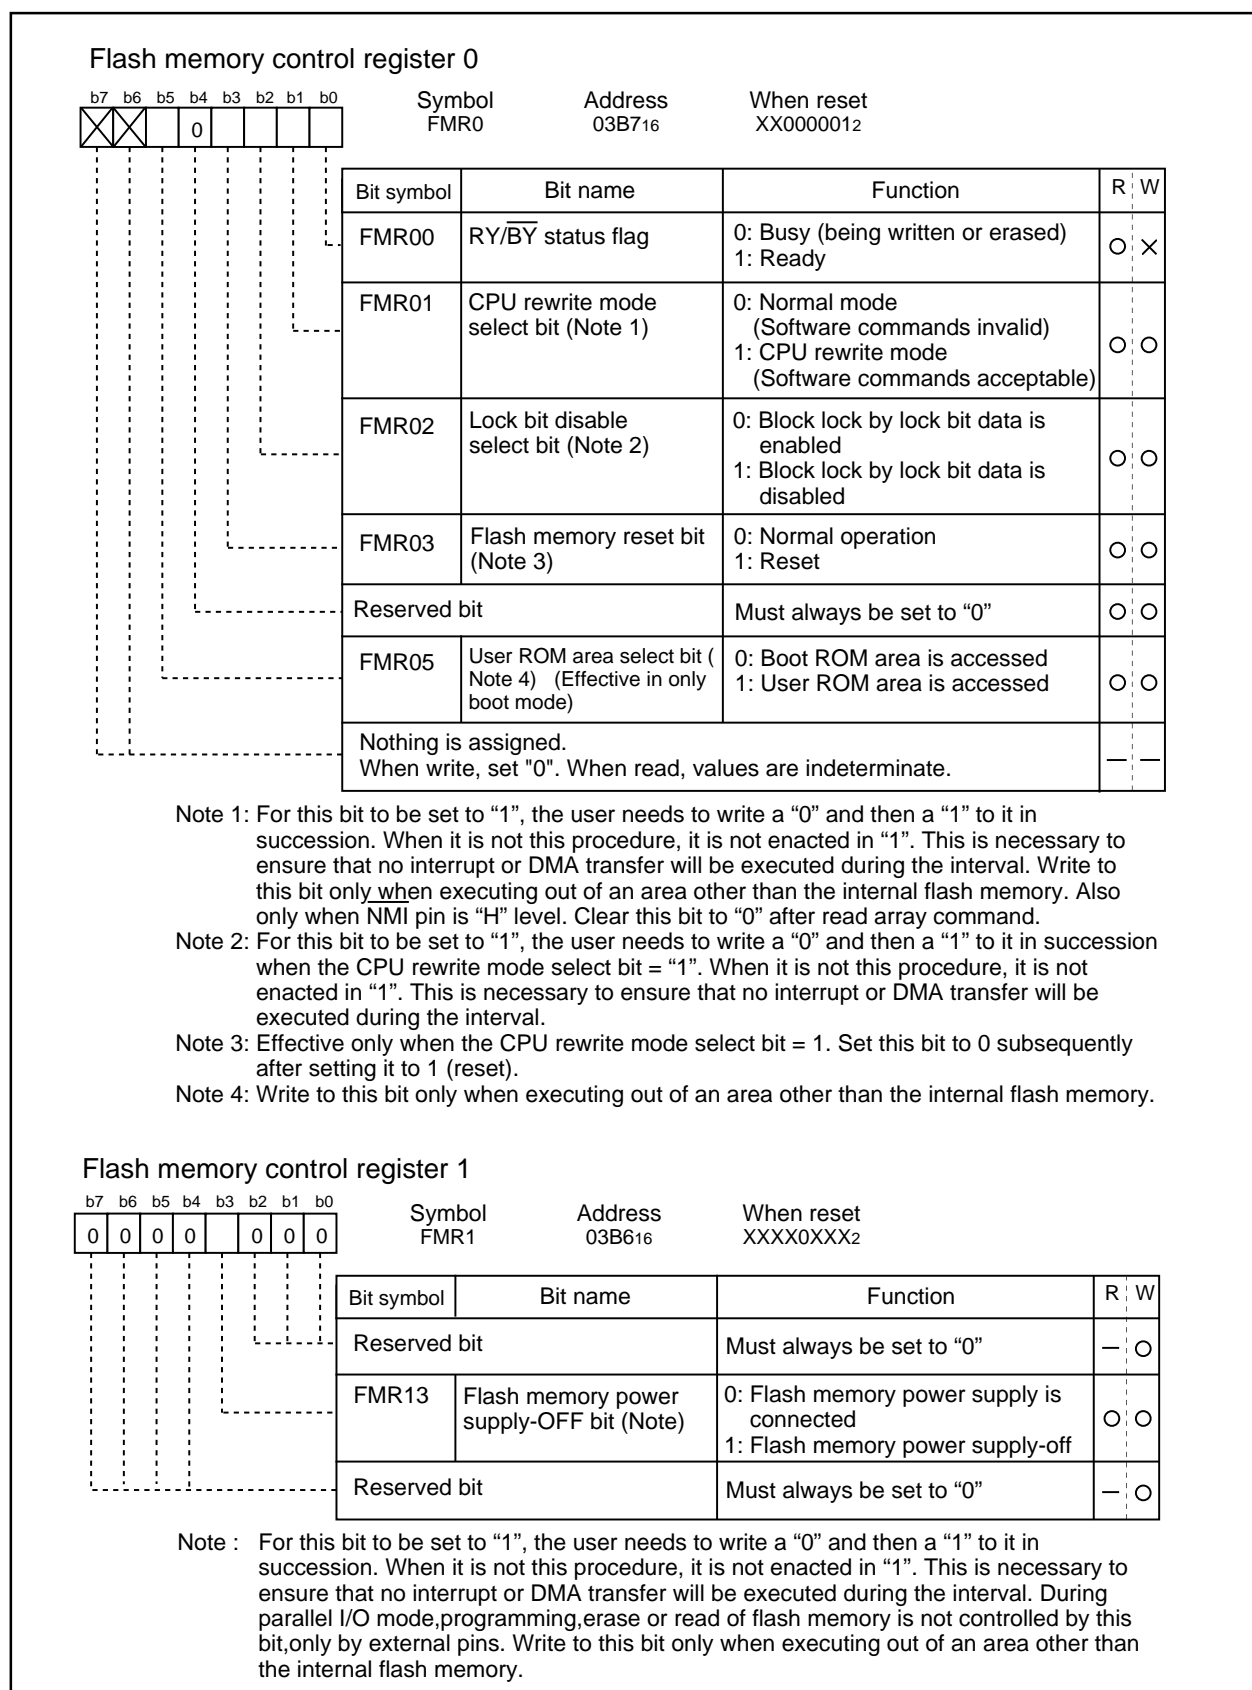 Flash memory control register 0
b7 b6 b5 b4 b3 b2 b1 b0
Symbol Address When reset
FMR0 03B716 XX0000012
0
Bit symbol Bit name Function R W
FMR00 RY/BY status flag 0: Busy (being written or erased)
1: Ready
FMR01 CPU rewrite mode 0: Normal mode
select bit (Note 1) (Software commands invalid)
1: CPU rewrite mode
(Software commands acceptable)
FMR02 Lock bit disable 0: Block lock by lock bit data is
select bit (Note 2) enabled
1: Block lock by lock bit data is
disabled
FMR03 Flash memory reset bit 0: Normal operation
(Note 3) 1: Reset
Reserved bit Must always be set to “0”
FMR05 User ROM area select bit ( 0: Boot ROM area is accessed
Note 4) (Effective in only 1: User ROM area is accessed
boot mode)
Nothing is assigned.
When write, set "0". When read, values are indeterminate.
Note 1: For this bit to be set to “1”, the user needs to write a “0” and then a “1” to it in
succession. When it is not this procedure, it is not enacted in “1”. This is necessary to
ensure that no interrupt or DMA transfer will be executed during the interval. Write to
this bit only when executing out of an area other than the internal flash memory. Also
only when NMI pin is “H” level. Clear this bit to “0” after read array command.
Note 2: For this bit to be set to “1”, the user needs to write a “0” and then a “1” to it in succession
when the CPU rewrite mode select bit = “1”. When it is not this procedure, it is not
enacted in “1”. This is necessary to ensure that no interrupt or DMA transfer will be
executed during the interval.
Note 3: Effective only when the CPU rewrite mode select bit = 1. Set this bit to 0 subsequently
after setting it to 1 (reset).
Note 4: Write to this bit only when executing out of an area other than the internal flash memory.
Flash memory control register 1
b7 b6 b5 b4 b3 b2 b1 b0
Symbol Address When reset
FMR1 03B616 XXXX0XXX2
0 0 0 0 0 0 0
Bit symbol Bit name Function R W
Reserved bit Must always be set to “0”
FMR13 Flash memory power 0: Flash memory power supply is
supply-OFF bit (Note) connected
1: Flash memory power supply-off
Reserved bit Must always be set to “0”
Note : For this bit to be set to “1”, the user needs to write a “0” and then a “1” to it in
succession. When it is not this procedure, it is not enacted in “1”. This is necessary to
ensure that no interrupt or DMA transfer will be executed during the interval. During
parallel I/O mode,programming,erase or read of flash memory is not controlled by this
bit,only by external pins. Write to this bit only when executing out of an area other than
the internal flash memory.